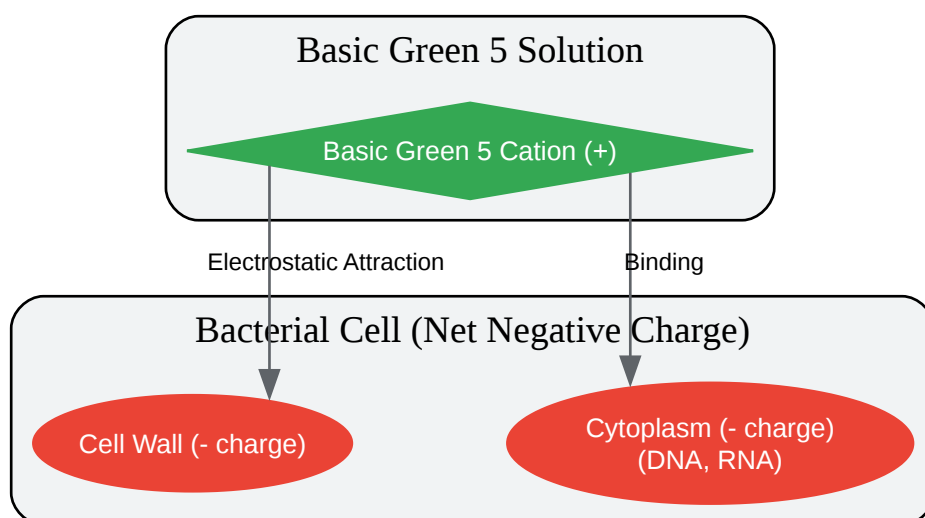 Basic Green 5 Solution
Basic Green 5 Cation (+)
Electrostatic Attraction
Binding
Bacterial Cell (Net Negative Charge)
Cell Wall (- charge)
Cytoplasm (- charge)
(DNA, RNA)